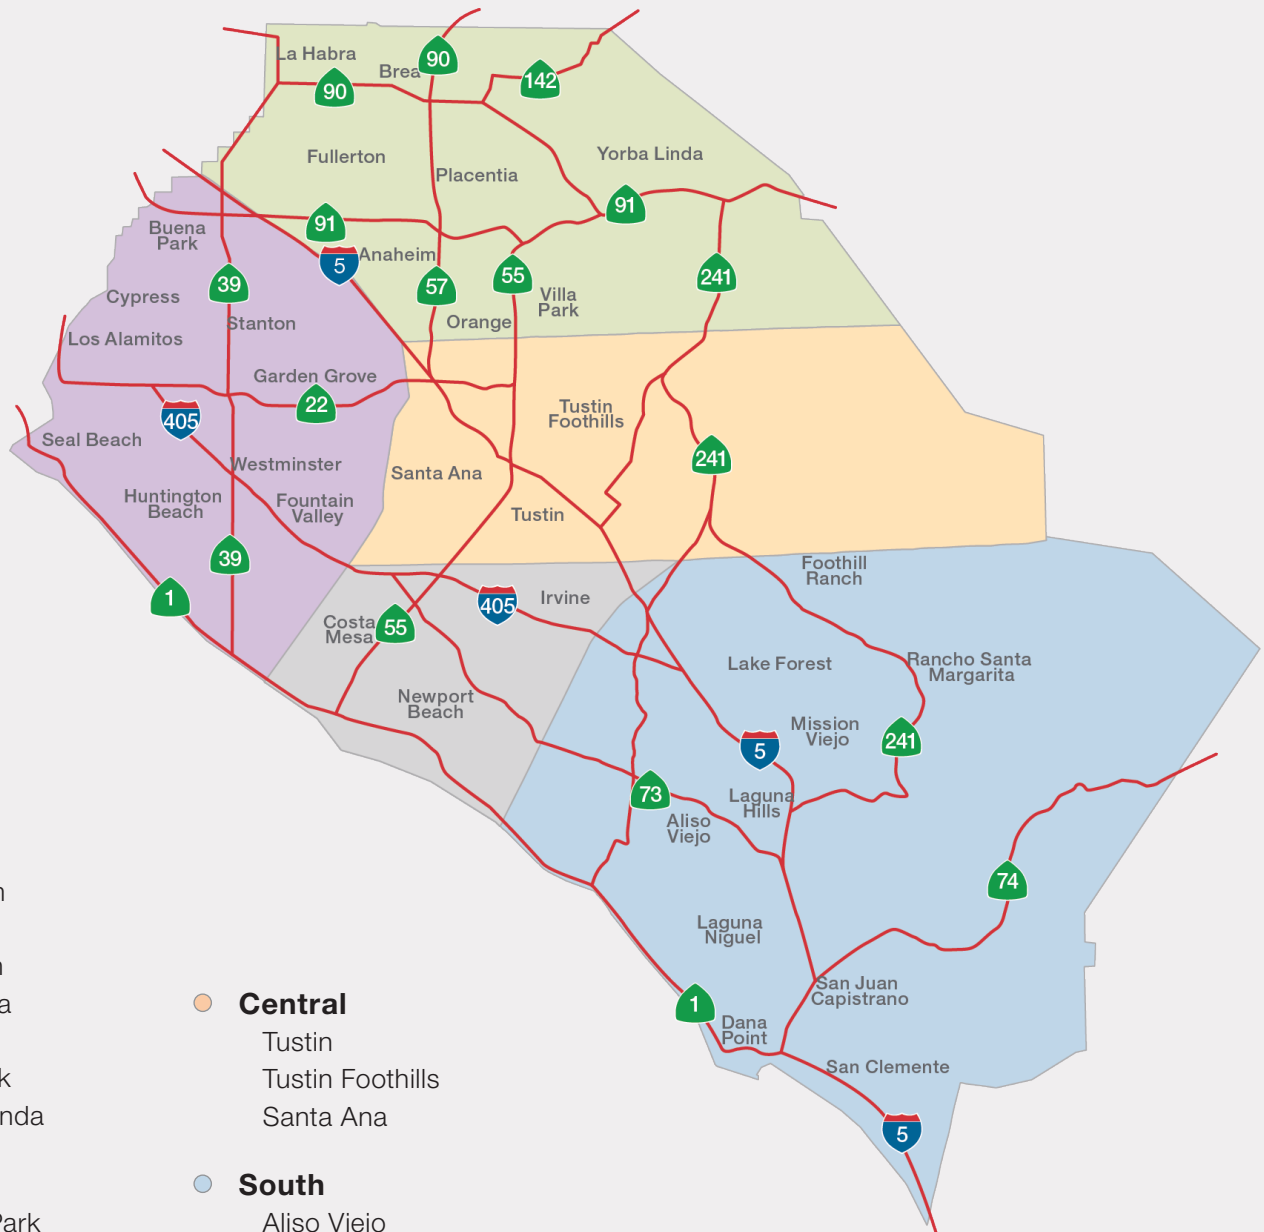 La Habra
Brea
90
90
142
Fullerton
Yorba Linda
Placentia
91
91
Buena
Park
Anaheim
5
39
57
55
241
Cypress
Villa
Park
Stanton
Orange
Los Alamitos
Garden Grove
22
405
Tustin
Foothills
Seal Beach
Westminster
Santa Ana
241
Huntington
Beach
Fountain
Valley
Tustin
39
1
Foothill
Ranch
405
Irvine
Costa
Mesa
55
Lake Forest
Rancho Santa
Margarita
Newport
Beach
Mission
Viejo
5
241
73
Laguna
Hills
Aliso
Viejo
74
Laguna
Niguel
San Juan
Capistrano
1
Dana
Point
San Clemente
5
Central
Tustin
Tustin Foothills
Santa Ana
South
Aliso Viejo